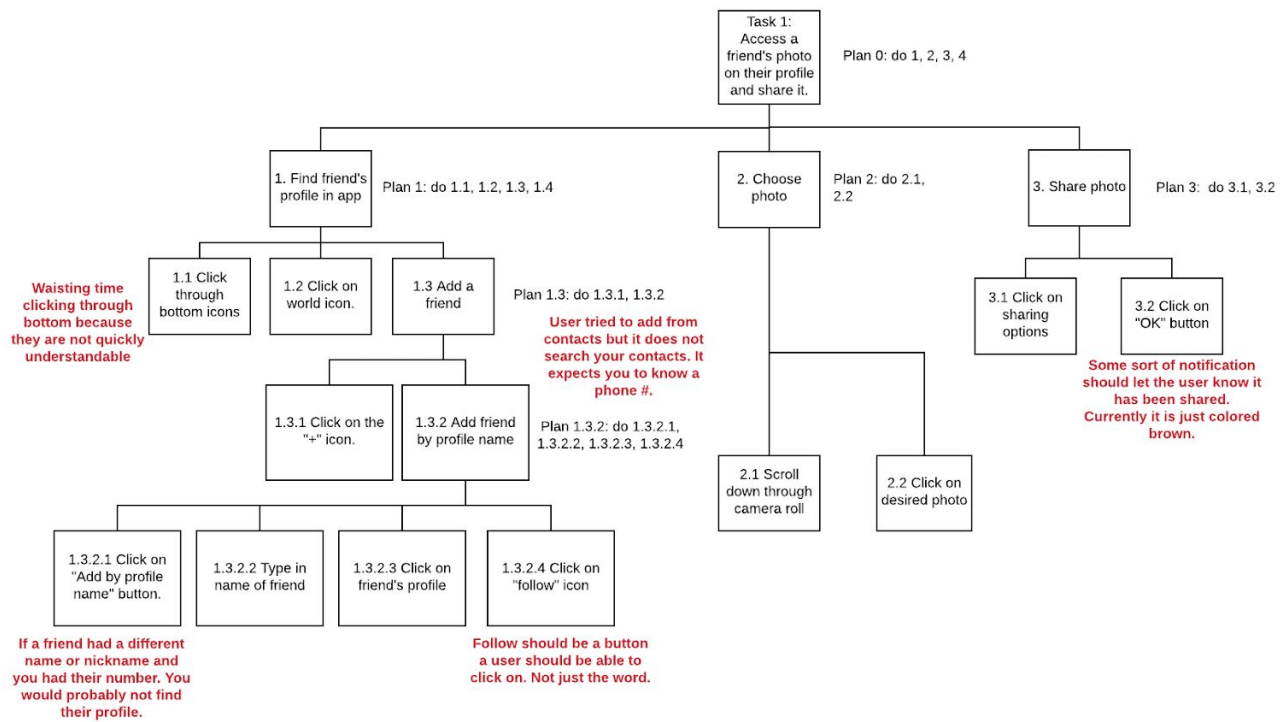 Task 1:
Access a
friend's photo
on their profile
and share it.
Plan 0: do 1, 2, 3, 4
1. Find friend's
profile in app
Plan 1: do 1.1, 1.2, 1.3, 1.4
2. Choose
photo
Plan 2: do 2.1,
2.2
3. Share photo
Plan 3:  do 3.1, 3.2
Waisting time
clicking through
bottom because
they are not quickly
understandable
1.1 Click
through
bottom icons
1.2 Click on
world icon.
1.3 Add a
friend
Plan 1.3: do 1.3.1, 1.3.2
User tried to add from
contacts but it does not
search your contacts. It
expects you to know a
phone #.
3.1 Click on
sharing
options
3.2 Click on
"OK" button
Some sort of notification
should let the user know it
has been shared.
Currently it is just colored
brown.
1.3.1 Click on the
"+" icon.
1.3.2 Add friend
by profile name
Plan 1.3.2: do 1.3.2.1,
1.3.2.2, 1.3.2.3, 1.3.2.4
2.1 Scroll
down through
camera roll
2.2 Click on
desired photo
1.3.2.1 Click on
"Add by profile
name" button.
1.3.2.2 Type in
name of friend
1.3.2.3 Click on
friend's profile
1.3.2.4 Click on
"follow" icon
If a friend had a different
name or nickname and
you had their number. You
would probably not find
their profile.
Follow should be a button
a user should be able to
click on. Not just the word.